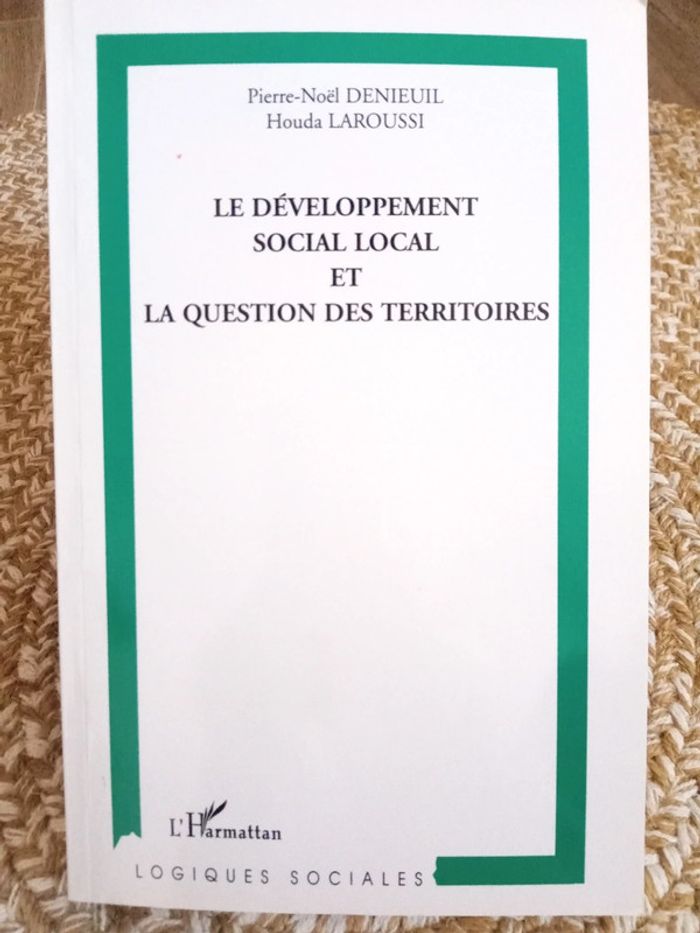 Pierre-Noël DENIEUIL
Houda LAROUSSI
LE DÉVELOPPEMENT
SOCIAL LOCAL
ET
LA QUESTION DES TERRITOIRES
L'Harmattan
LOGIQUES SOCIALES